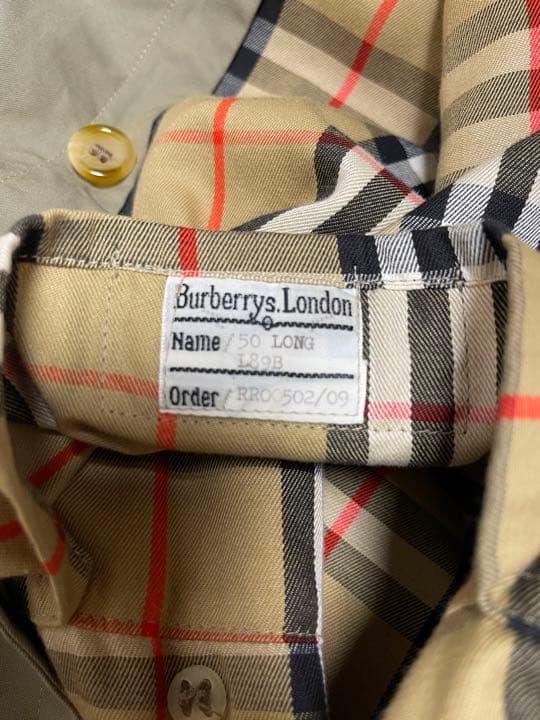 Burberrys.London
Name / 50 LONG
L89B
Order / RR00502/09